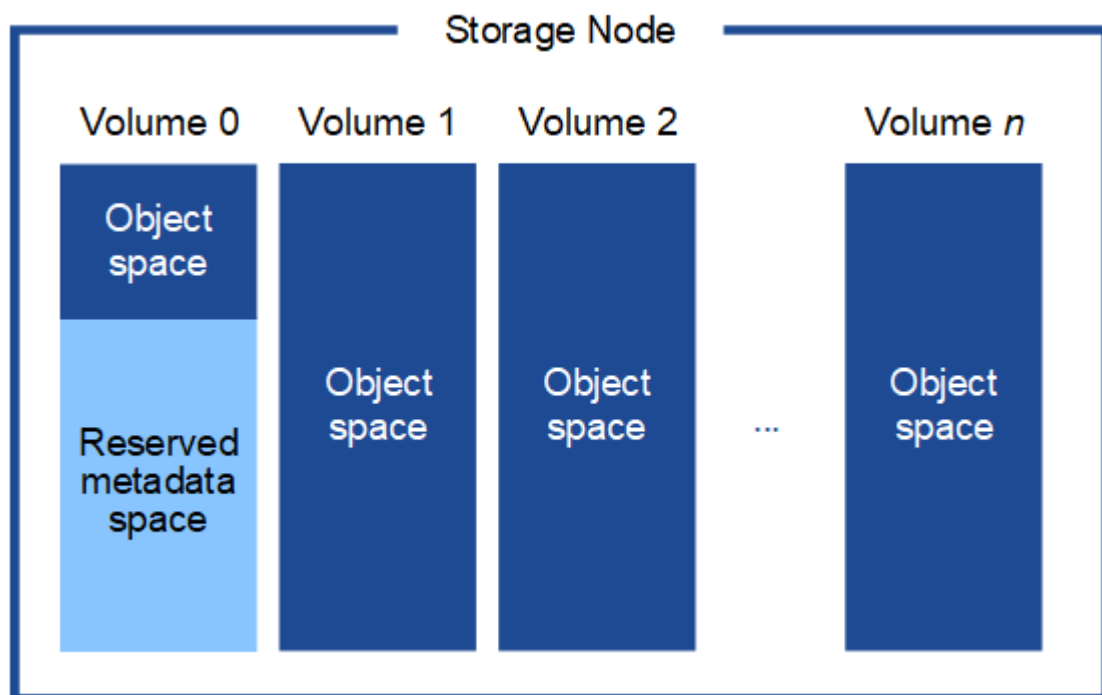 Storage Node
Volume 0
Volume 1
Volume 2
Volume n
Object
space
Reserved
metadata
space
Object
space
Object
space
...
Object
space